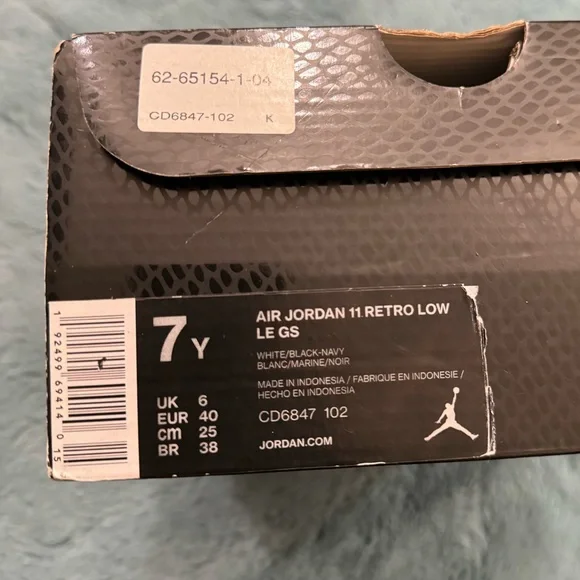 62-65154-1-04
CD6847-102 K
7Y
AIR JORDAN 11 RETRO LOW
LE GS
WHITE/BLACK-NAVY
BLANC/MARINE/NOIR
MADE IN INDONESIA / FABRIQUE EN INDONESIE /
HECHO EN INDONESIA
CD6847 102
JORDAN.COM
UK 6
EUR 40
cm 25
BR 38
1 92499 69414 0 15